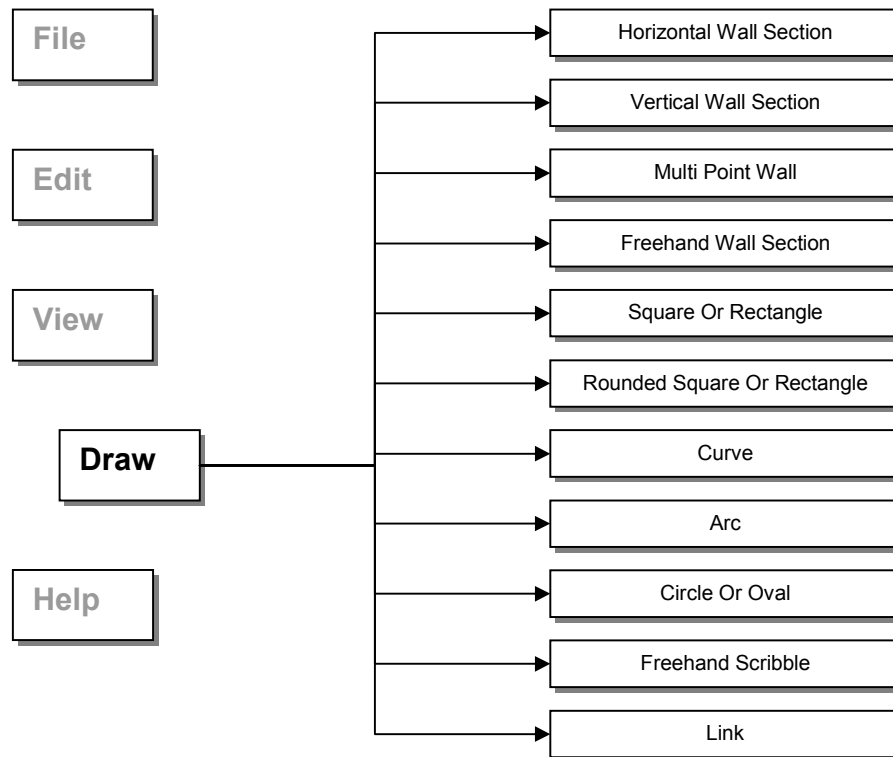 File
Edit
View
Draw
Help
Horizontal Wall Section
Vertical Wall Section
Multi Point Wall
Freehand Wall Section
Square Or Rectangle
Rounded Square Or Rectangle
Curve
Arc
Circle Or Oval
Freehand Scribble
Link